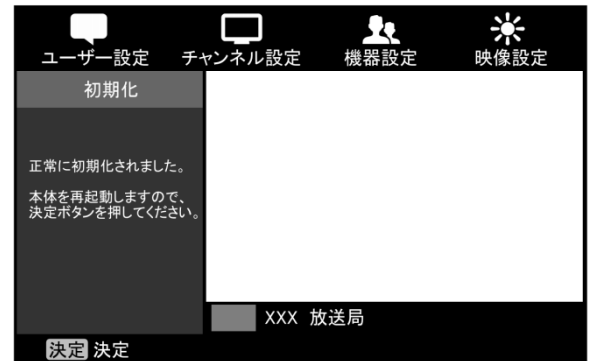 ユーザー設定 チャンネル設定 機器設定 映像設定
初期化
正常に初期化されました。
本体を再起動しますので、
決定ボタンを押してください。
XXX 放送局
決定 決定